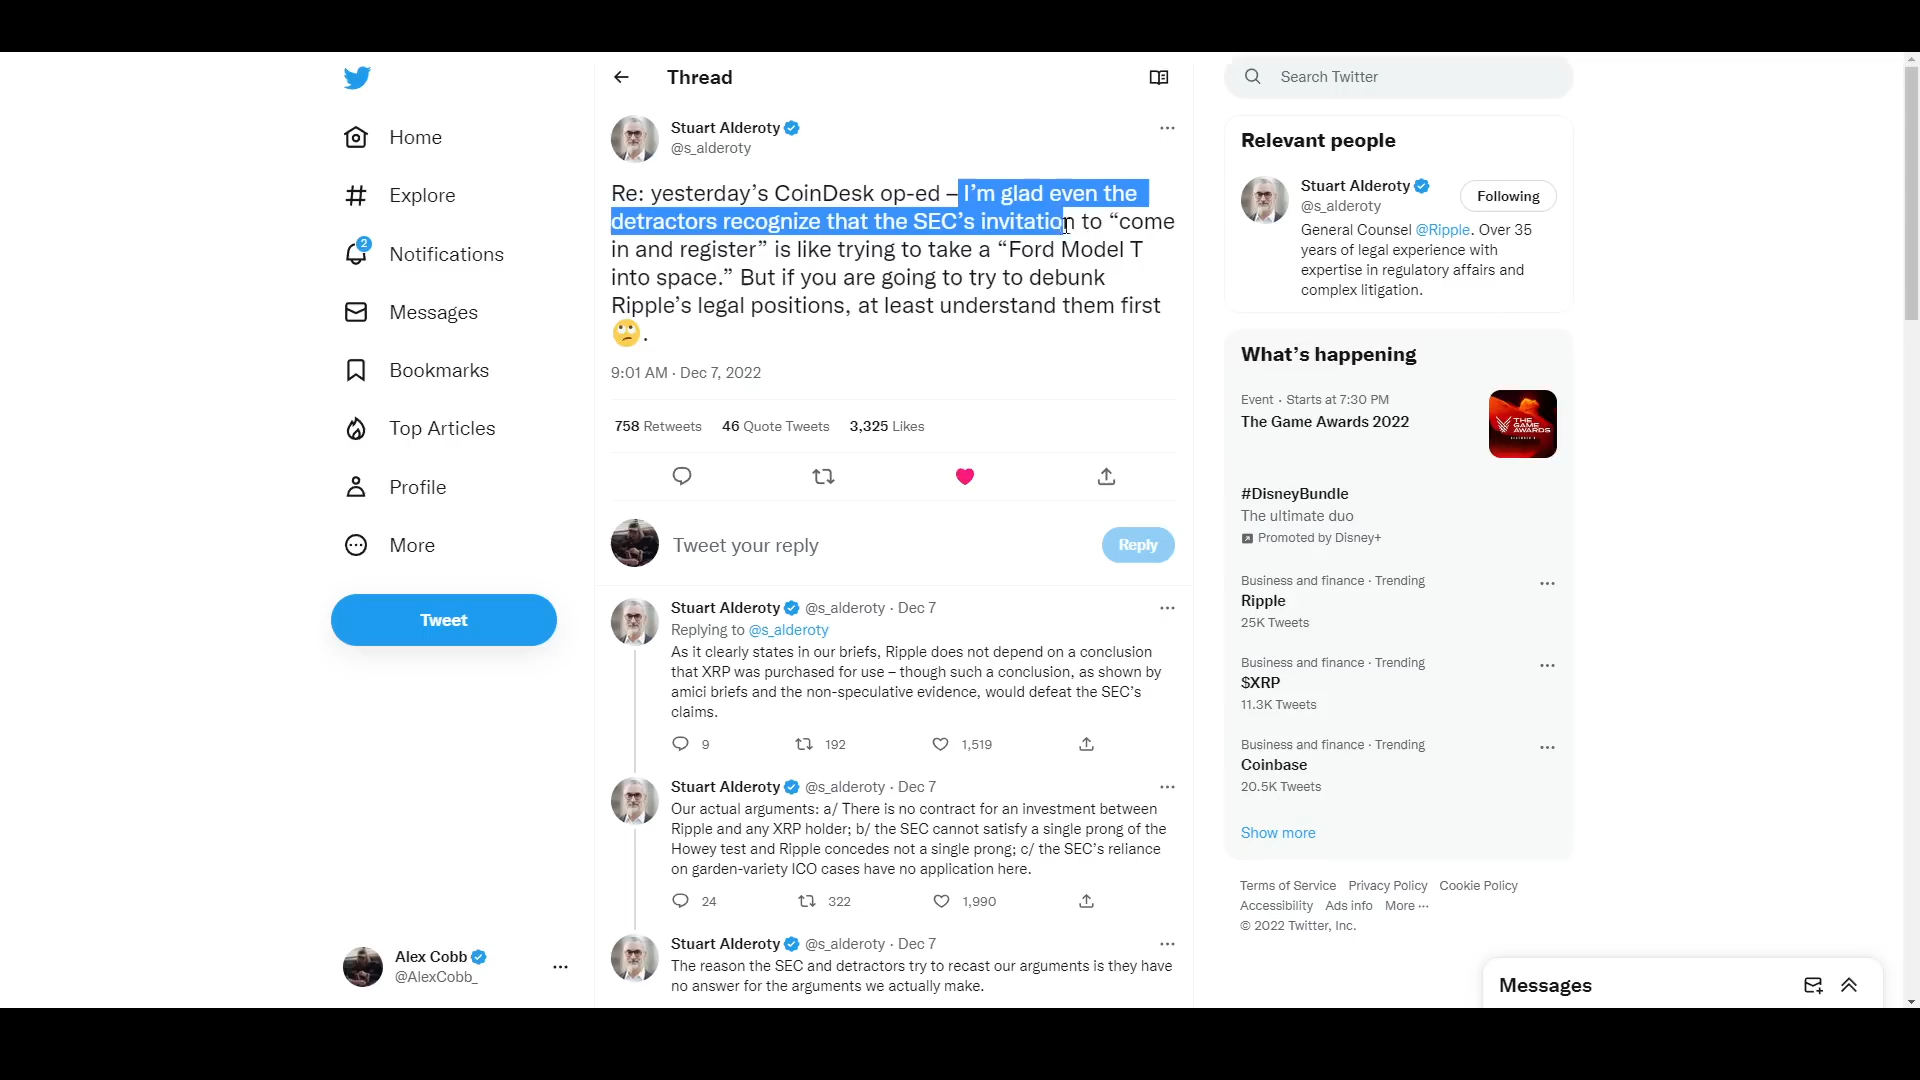 Home
Explore
2
Notifications
Messages
Bookmarks
Top Articles
Profile
More
Tweet
Alex Cobb
@AlexCobb_
Thread
Stuart Alderoty
@s_alderoty
Re: yesterday’s CoinDesk op-ed – I’m glad even the
detractors recognize that the SEC’s invitation to “come
in and register” is like trying to take a “Ford Model T
into space.” But if you are going to try to debunk
Ripple’s legal positions, at least understand them first
🙄.
9:01 AM · Dec 7, 2022
758 Retweets 46 Quote Tweets 3,325 Likes
Tweet your reply
Reply
Stuart Alderoty @s_alderoty · Dec 7
Replying to @s_alderoty
As it clearly states in our briefs, Ripple does not depend on a conclusion
that XRP was purchased for use – though such a conclusion, as shown by
amici briefs and the non-speculative evidence, would defeat the SEC’s
claims.
9 192 1,519
Stuart Alderoty @s_alderoty · Dec 7
Our actual arguments: a/ There is no contract for an investment between
Ripple and any XRP holder; b/ the SEC cannot satisfy a single prong of the
Howey test and Ripple concedes not a single prong; c/ the SEC’s reliance
on garden-variety ICO cases have no application here.
24 322 1,990
Stuart Alderoty @s_alderoty · Dec 7
The reason the SEC and detractors try to recast our arguments is they have
no answer for the arguments we actually make.
Search Twitter
Relevant people
Stuart Alderoty
@s_alderoty
Following
General Counsel @Ripple. Over 35
years of legal experience with
expertise in regulatory affairs and
complex litigation.
What’s happening
Event · Starts at 7:30 PM
The Game Awards 2022
THE
GAME
AWARDS
#DisneyBundle
The ultimate duo
Promoted by Disney+
Business and finance · Trending
Ripple
25K Tweets
Business and finance · Trending
$XRP
11.3K Tweets
Business and finance · Trending
Coinbase
20.5K Tweets
Show more
Terms of Service Privacy Policy Cookie Policy
Accessibility Ads info More ···
© 2022 Twitter, Inc.
Messages